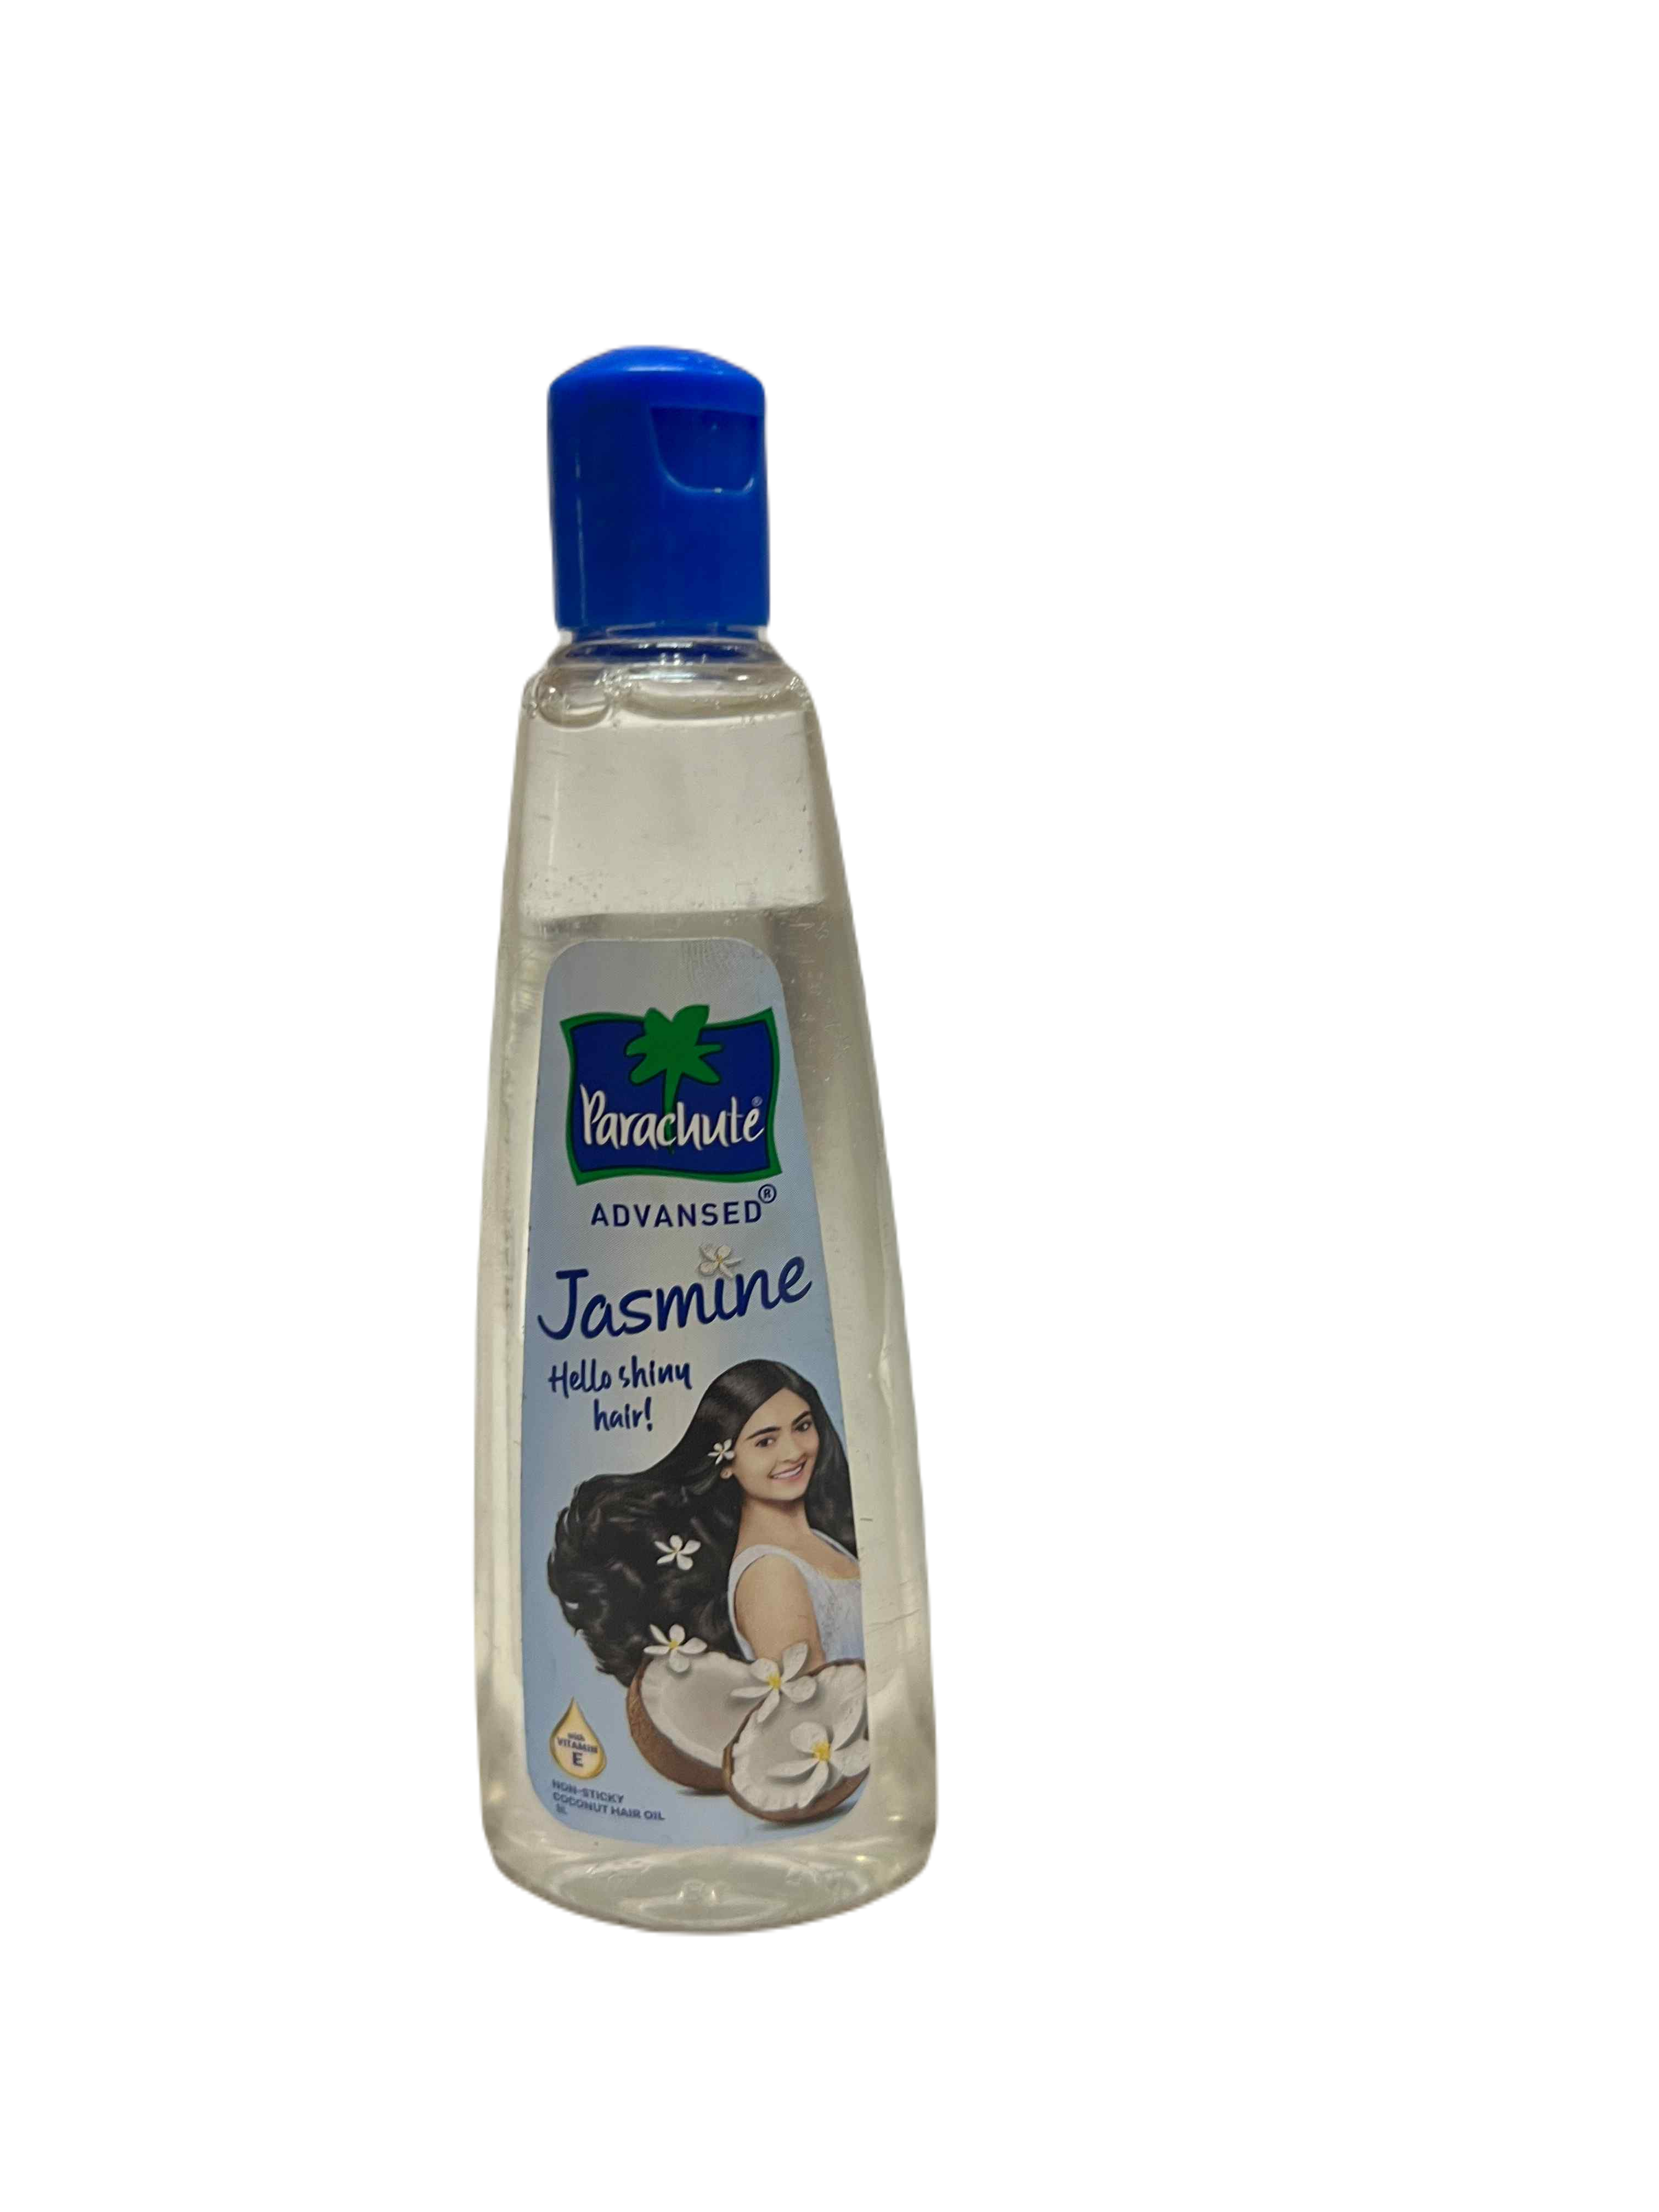 Parachute®
ADVANSED®
Jasmine
Hello shiny
hair!
with
VITAMIN
E
NON-STICKY
COCONUT HAIR OIL